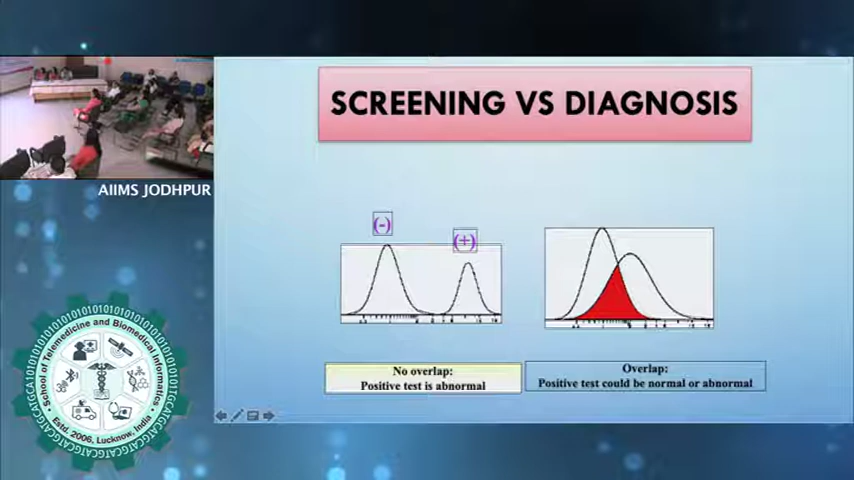 SCREENING VS DIAGNOSIS
AIIMS JODHPUR
(-)
(+)
No overlap:
Positive test is abnormal
Overlap:
Positive test could be normal or abnormal
School of Telemedicine and Biomedical Informatics
Estd. 2006, Lucknow, India